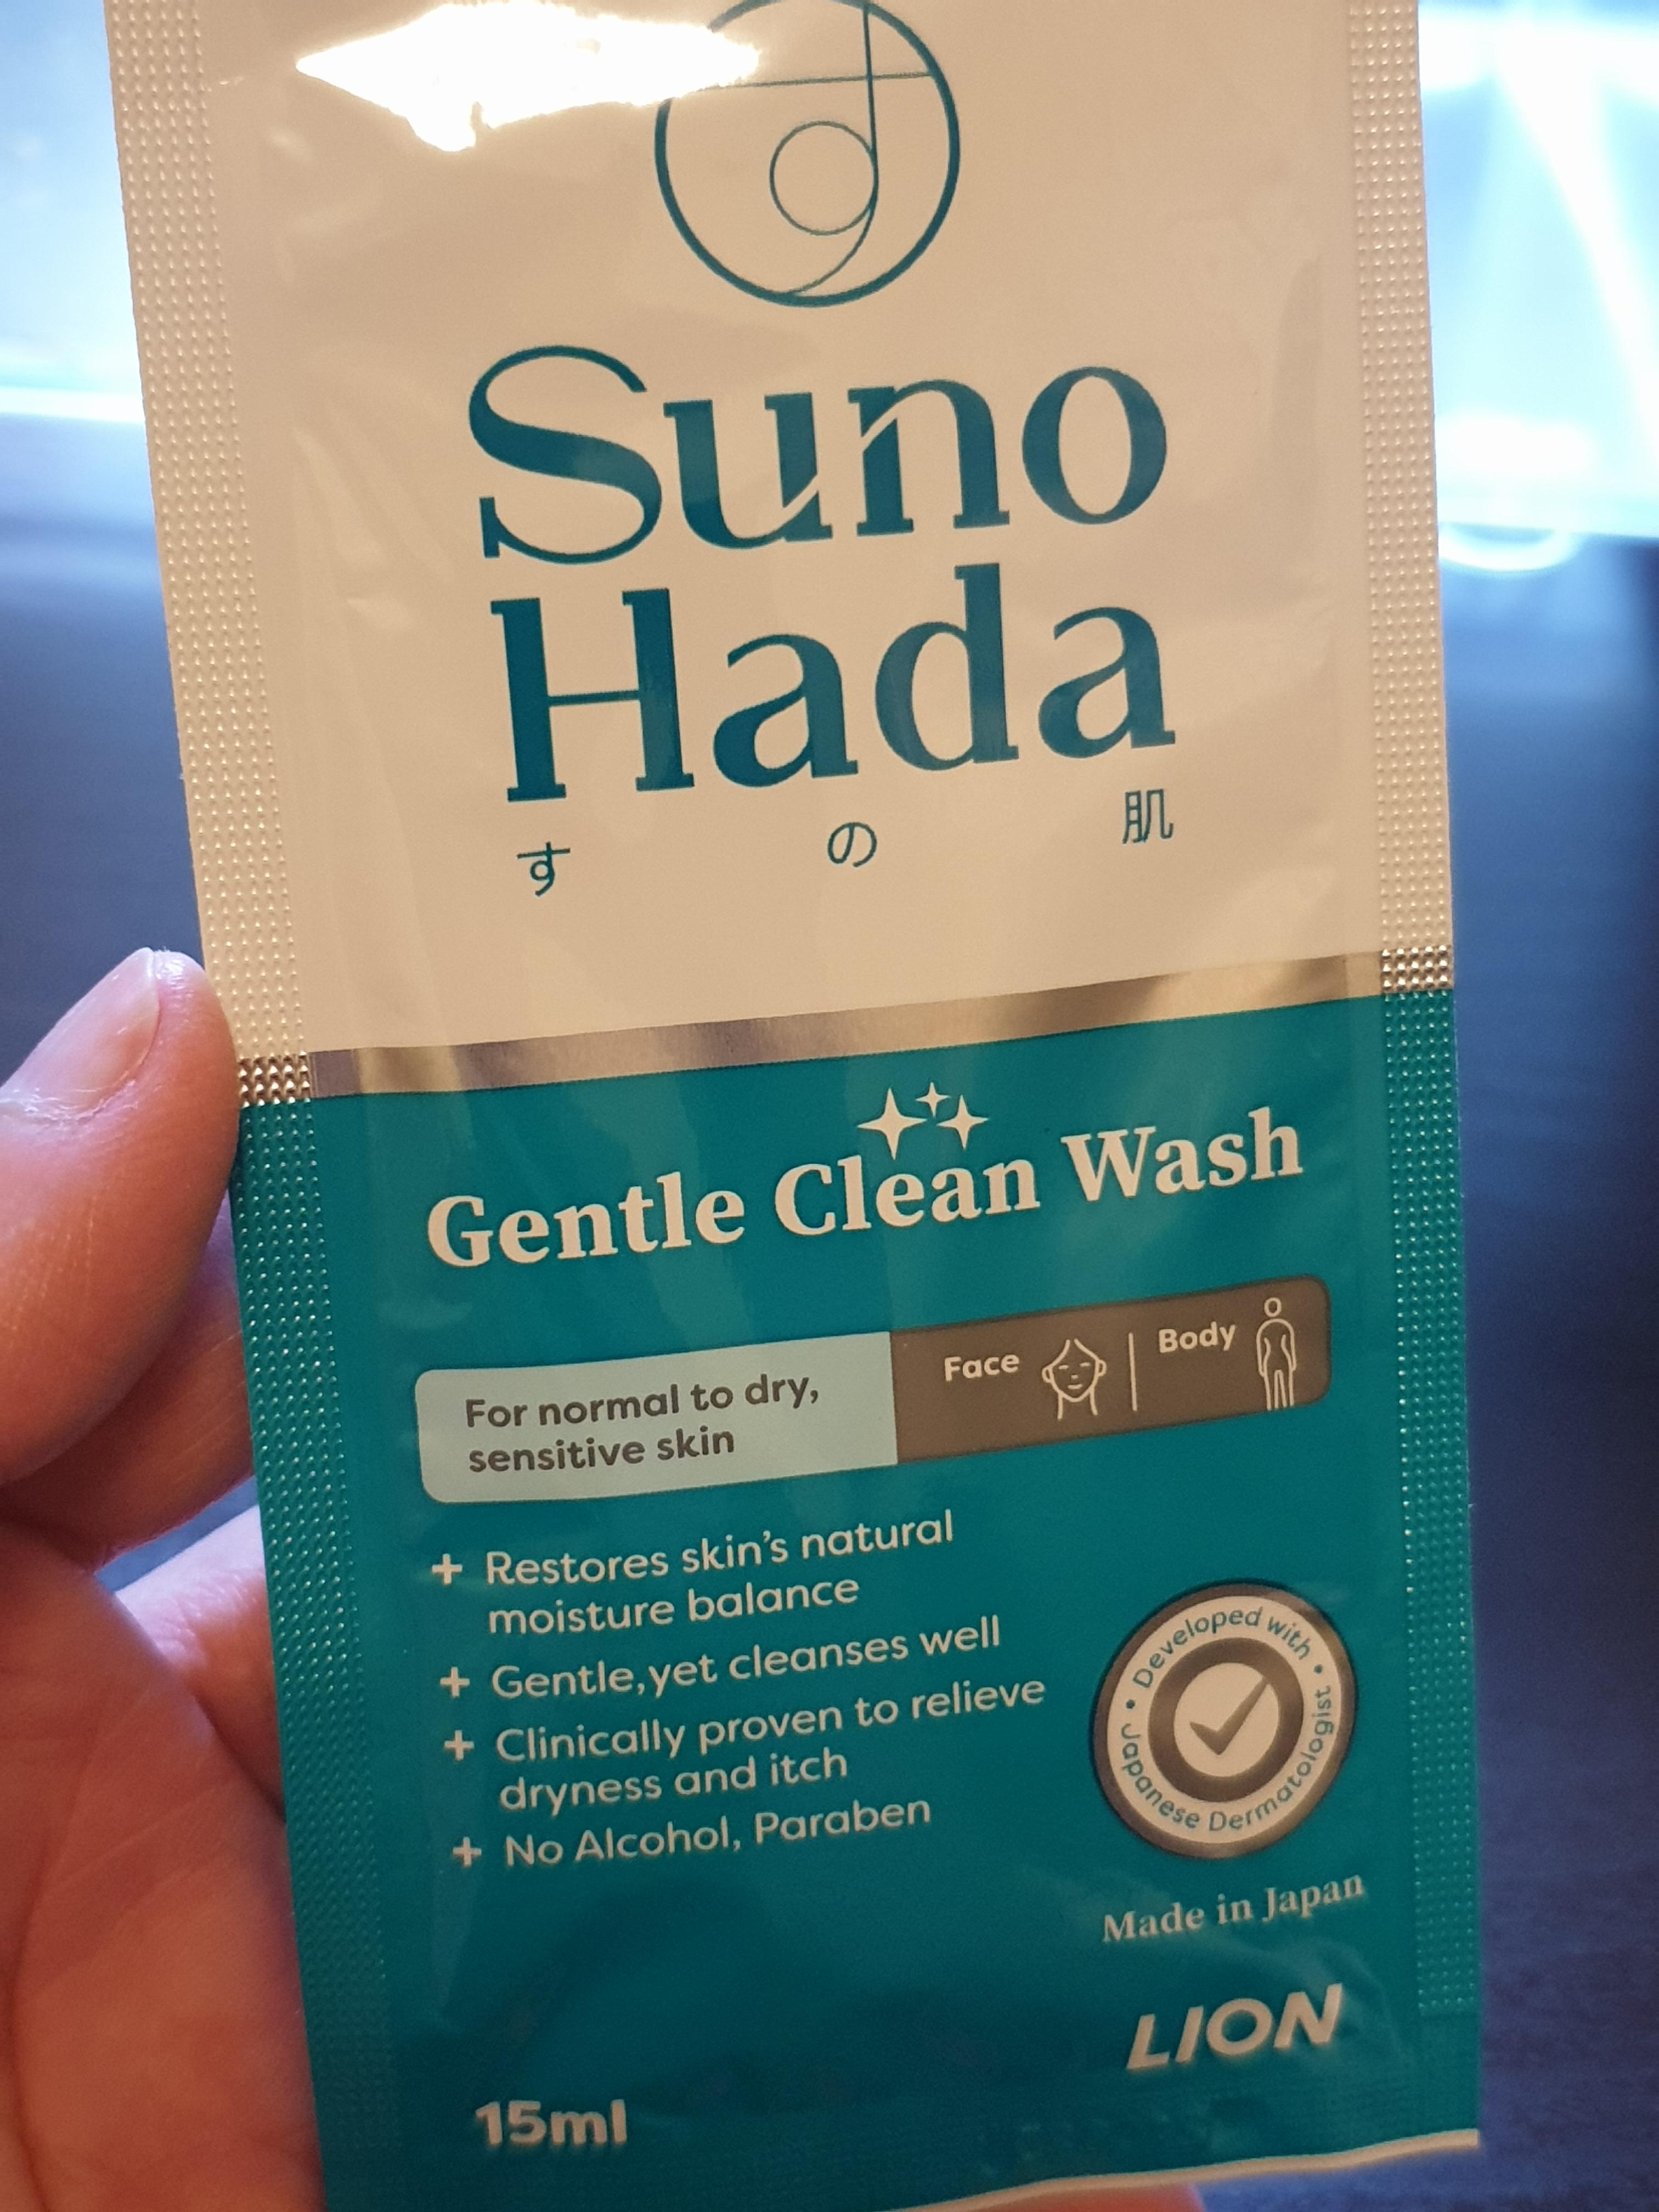 Suno
Hada
す の 肌
Gentle Clean Wash
For normal to dry,
sensitive skin
Face
Body
+ Restores skin's natural
moisture balance
+ Gentle,yet cleanses well
+ Clinically proven to relieve
dryness and itch
+ No Alcohol, Paraben
• Developed with •
Japanese Dermatologist
Made in Japan
LION
15ml